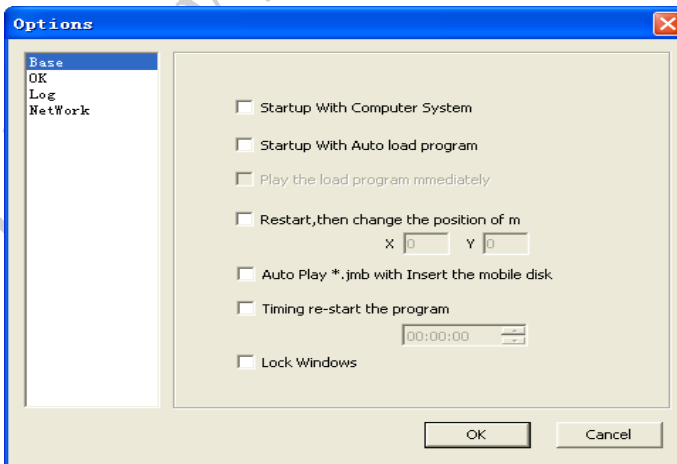 Options
Base
OK
Log
NetWork
Startup With Computer System
Startup With Auto load program
Play the load program mmediately
Restart,then change the position of m
X 0 Y 0
Auto Play *.jmb with Insert the mobile disk
Timing re-start the program
00:00:00
Lock Windows
OK Cancel